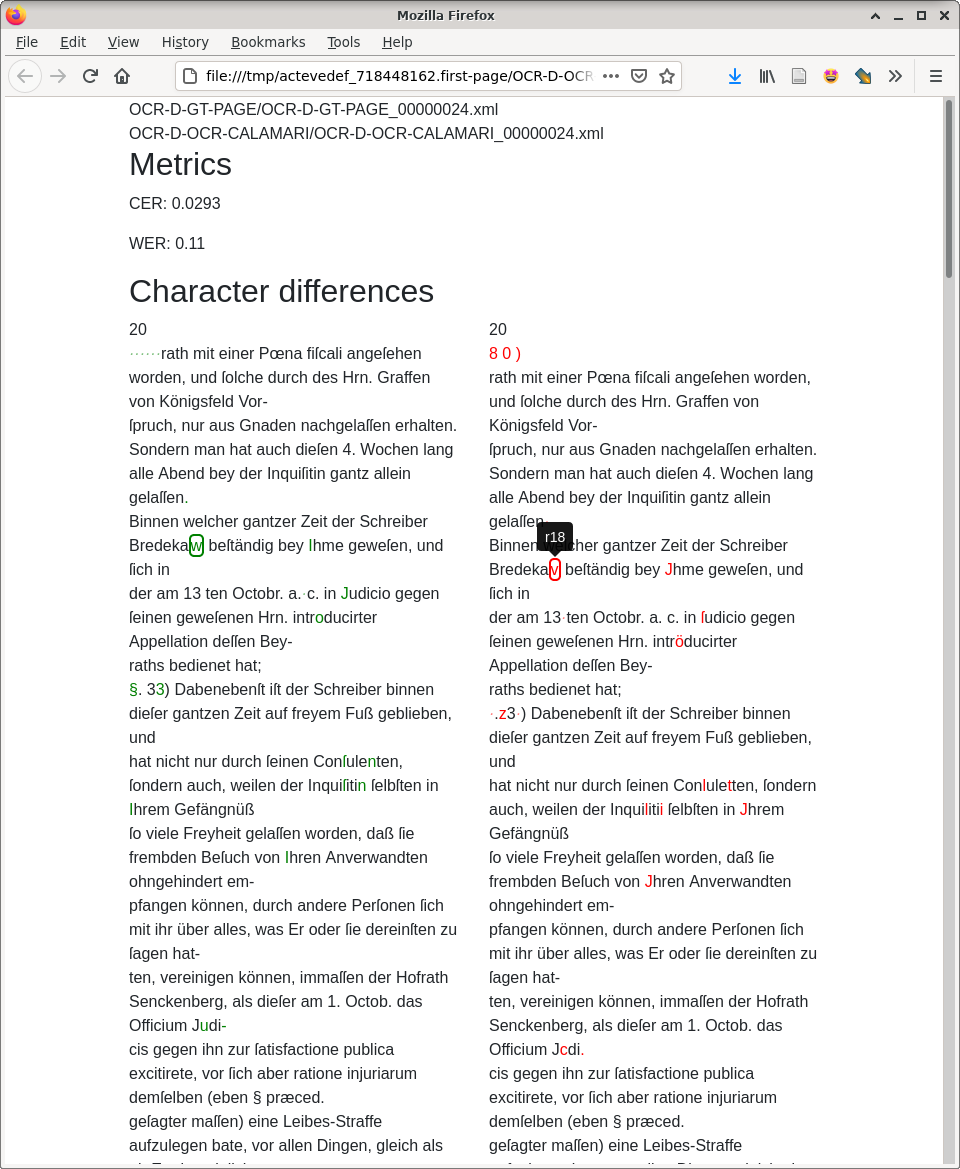 Mozilla Firefox
File Edit View History Bookmarks Tools Help
file:///tmp/actevedef_718448162.first-page/OCR-D-OCR
OCR-D-GT-PAGE/OCR-D-GT-PAGE_00000024.xml
OCR-D-OCR-CALAMARI/OCR-D-OCR-CALAMARI_00000024.xml
Metrics
CER: 0.0293
WER: 0.11
Character differences
20
······rath mit einer Pœna fiſcali angeſehen
worden, und ſolche durch des Hrn. Graffen
von Königsfeld Vor-
ſpruch, nur aus Gnaden nachgelaſſen erhalten.
Sondern man hat auch dieſen 4. Wochen lang
alle Abend bey der Inquiſitin gantz allein
gelaſſen.
Binnen welcher gantzer Zeit der Schreiber
Bredekaw beſtändig bey Ihme geweſen, und
ſich in
der am 13 ten Octobr. a.·c. in Judicio gegen
ſeinen geweſenen Hrn. introducirter
Appellation deſſen Bey-
raths bedienet hat;
§. 33) Dabenebenſt iſt der Schreiber binnen
dieſer gantzen Zeit auf freyem Fuß geblieben,
und
hat nicht nur durch ſeinen Conſulenten,
ſondern auch, weilen der Inquiſitin ſelbſten in
Ihrem Gefängnüß
ſo viele Freyheit gelaſſen worden, daß ſie
frembden Beſuch von Ihren Anverwandten
ohngehindert em-
pfangen können, durch andere Perſonen ſich
mit ihr über alles, was Er oder ſie dereinſten zu
ſagen hat-
ten, vereinigen können, immaſſen der Hofrath
Senckenberg, als dieſer am 1. Octob. das
Officium Judi-
cis gegen ihn zur ſatisfactione publica
excitirete, vor ſich aber ratione injuriarum
demſelben (eben § præced.
geſagter maſſen) eine Leibes-Straffe
aufzulegen bate, vor allen Dingen, gleich als
20
8 0 )
rath mit einer Pœna fiſcali angeſehen worden,
und ſolche durch des Hrn. Graffen von
Königsfeld Vor-
ſpruch, nur aus Gnaden nachgelaſſen erhalten.
Sondern man hat auch dieſen 4. Wochen lang
alle Abend bey der Inquiſitin gantz allein
gelaſſen
r18
Binnen welcher gantzer Zeit der Schreiber
Bredekav beſtändig bey Jhme geweſen, und
ſich in
der am 13·ten Octobr. a. c. in ſudicio gegen
ſeinen geweſenen Hrn. intröducirter
Appellation deſſen Bey-
raths bedienet hat;
·.z3·) Dabenebenſt iſt der Schreiber binnen
dieſer gantzen Zeit auf freyem Fuß geblieben,
und
hat nicht nur durch ſeinen Conluletten, ſondern
auch, weilen der Inquilitii ſelbſten in Jhrem
Gefängnüß
ſo viele Freyheit gelaſſen worden, daß ſie
frembden Beſuch von Jhren Anverwandten
ohngehindert em-
pfangen können, durch andere Perſonen ſich
mit ihr über alles, was Er oder ſie dereinſten zu
ſagen hat-
ten, vereinigen können, immaſſen der Hofrath
Senckenberg, als dieſer am 1. Octob. das
Officium Jcdi.
cis gegen ihn zur ſatisfactione publica
excitirete, vor ſich aber ratione injuriarum
demſelben (eben § præced.
geſagter maſſen) eine Leibes-Straffe